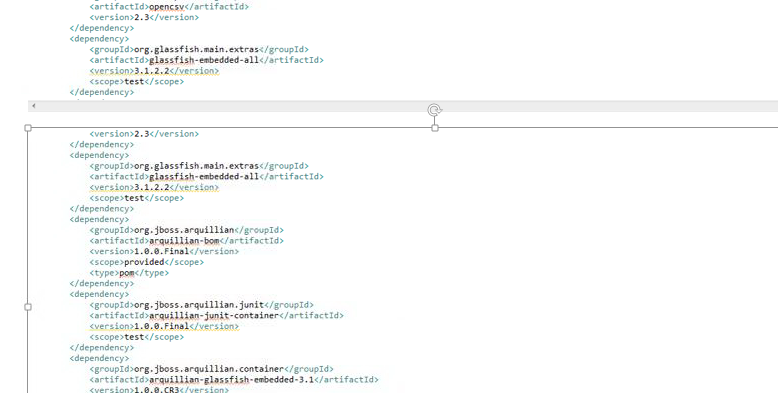 <artifactId>opencsv</artifactId>
<version>2.3</version>
</dependency>
<dependency>
<groupId>org.glassfish.main.extras</groupId>
<artifactId>glassfish-embedded-all</artifactId>
<version>3.1.2.2</version>
<scope>test</scope>
</dependency>
<version>2.3</version>
</dependency>
<dependency>
<groupId>org.glassfish.main.extras</groupId>
<artifactId>glassfish-embedded-all</artifactId>
<version>3.1.2.2</version>
<scope>test</scope>
</dependency>
<dependency>
<groupId>org.jboss.arquillian</groupId>
<artifactId>arquillian-bom</artifactId>
<version>1.0.0.Final</version>
<scope>provided</scope>
<type>pom</type>
</dependency>
<dependency>
<groupId>org.jboss.arquillian.junit</groupId>
<artifactId>arquillian-junit-container</artifactId>
<version>1.0.0.Final</version>
<scope>test</scope>
</dependency>
<dependency>
<groupId>org.jboss.arquillian.container</groupId>
<artifactId>arquillian-glassfish-embedded-3.1</artifactId>
<version>1.0.0.CR3</version>